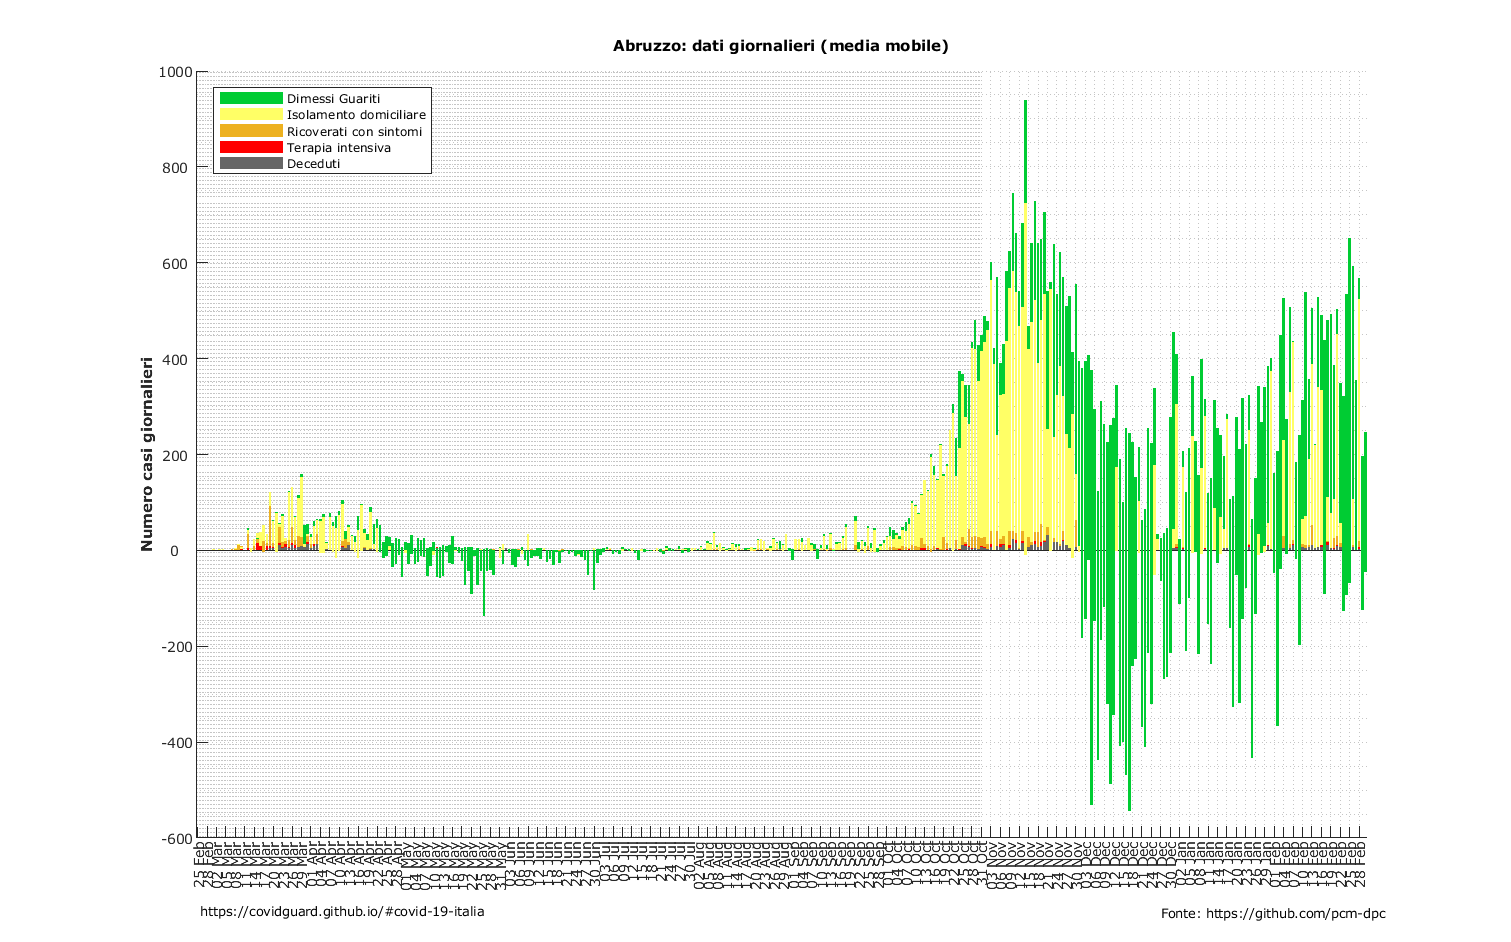 Abruzzo: dati giornalieri (media mobile)
1000
800
600
400
200
0
-200
-400
-600
Numero casi giornalieri
Dimessi Guariti
Isolamento domiciliare
Ricoverati con sintomi
Terapia intensiva
Deceduti
25 Feb
28 Feb
02 Mar
05 Mar
08 Mar
11 Mar
14 Mar
17 Mar
20 Mar
23 Mar
26 Mar
29 Mar
01 Apr
04 Apr
07 Apr
10 Apr
13 Apr
16 Apr
19 Apr
22 Apr
25 Apr
28 Apr
01 May
04 May
07 May
10 May
13 May
16 May
19 May
22 May
25 May
28 May
31 May
03 Jun
06 Jun
09 Jun
12 Jun
15 Jun
18 Jun
21 Jun
24 Jun
27 Jun
30 Jun
03 Jul
06 Jul
09 Jul
12 Jul
15 Jul
18 Jul
21 Jul
24 Jul
27 Jul
30 Jul
02 Aug
05 Aug
08 Aug
11 Aug
14 Aug
17 Aug
20 Aug
23 Aug
26 Aug
29 Aug
01 Sep
04 Sep
07 Sep
10 Sep
13 Sep
16 Sep
19 Sep
22 Sep
25 Sep
28 Sep
01 Oct
04 Oct
07 Oct
10 Oct
13 Oct
16 Oct
19 Oct
22 Oct
25 Oct
28 Oct
31 Oct
03 Nov
06 Nov
09 Nov
12 Nov
15 Nov
18 Nov
21 Nov
24 Nov
27 Nov
30 Nov
03 Dec
06 Dec
09 Dec
12 Dec
15 Dec
18 Dec
21 Dec
24 Dec
27 Dec
30 Dec
02 Jan
05 Jan
08 Jan
11 Jan
14 Jan
17 Jan
20 Jan
23 Jan
26 Jan
29 Jan
01 Feb
04 Feb
07 Feb
10 Feb
13 Feb
16 Feb
19 Feb
22 Feb
25 Feb
28 Feb
https://covidguard.github.io/#covid-19-italia
Fonte: https://github.com/pcm-dpc